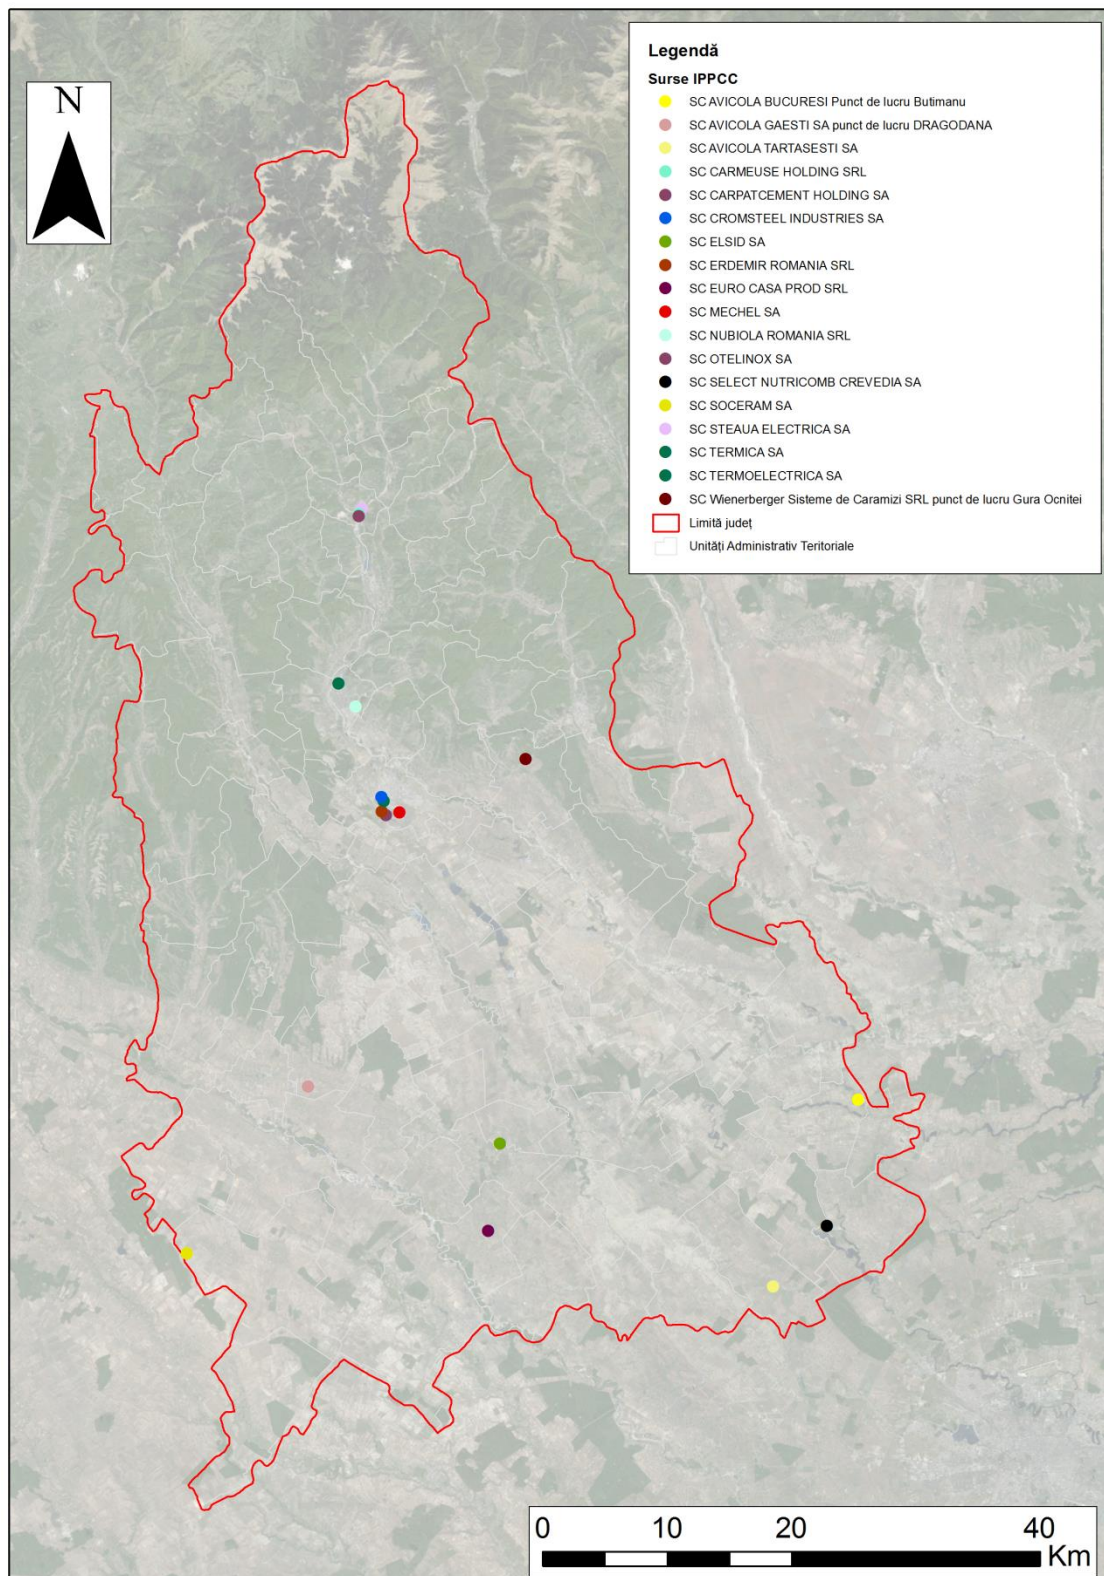 N
Legendă
Surse IPPCC
SC AVICOLA BUCURESI Punct de lucru Butimanu
SC AVICOLA GAESTI SA punct de lucru DRAGODANA
SC AVICOLA TARTASESTI SA
SC CARMEUSE HOLDING SRL
SC CARPATCEMENT HOLDING SA
SC CROMSTEEL INDUSTRIES SA
SC ELSID SA
SC ERDEMIR ROMANIA SRL
SC EURO CASA PROD SRL
SC MECHEL SA
SC NUBIOLA ROMANIA SRL
SC OTELINOX SA
SC SELECT NUTRICOMB CREVEDIA SA
SC SOCERAM SA
SC STEAUA ELECTRICA SA
SC TERMICA SA
SC TERMOELECTRICA SA
SC Wienerberger Sisteme de Caramizi SRL punct de lucru Gura Ocnitei
Limită județ
Unități Administrativ Teritoriale
0 10 20 40
Km